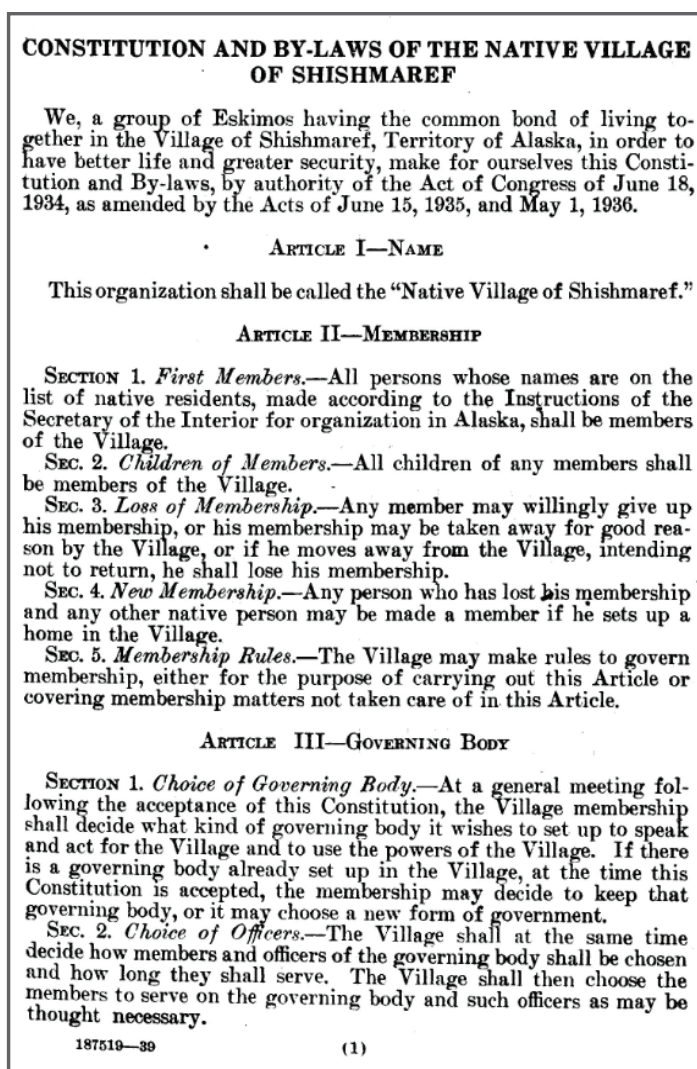 CONSTITUTION AND BY-LAWS OF THE NATIVE VILLAGE
OF SHISHMAREF
We, a group of Eskimos having the common bond of living to-
gether in the Village of Shishmaref, Territory of Alaska, in order to
have better life and greater security, make for ourselves this Consti-
tution and By-laws, by authority of the Act of Congress of June 18,
1934, as amended by the Acts of June 15, 1935, and May 1, 1936.
ARTICLE I—NAME
This organization shall be called the "Native Village of Shishmaref."
ARTICLE II—MEMBERSHIP
SECTION 1. First Members.—All persons whose names are on the
list of native residents, made according to the Instructions of the
Secretary of the Interior for organization in Alaska, shall be members
of the Village.
SEC. 2. Children of Members.—All children of any members shall
be members of the Village.
SEC. 3. Loss of Membership.—Any member may willingly give up
his membership, or his membership may be taken away for good rea-
son by the Village, or if he moves away from the Village, intending
not to return, he shall lose his membership.
SEC. 4. New Membership.—Any person who has lost his membership
and any other native person may be made a member if he sets up a
home in the Village.
SEC. 5. Membership Rules.—The Village may make rules to govern
membership, either for the purpose of carrying out this Article or
covering membership matters not taken care of in this Article.
ARTICLE III—GOVERNING BODY
SECTION 1. Choice of Governing Body.—At a general meeting fol-
lowing the acceptance of this Constitution, the Village membership
shall decide what kind of governing body it wishes to set up to speak
and act for the Village and to use the powers of the Village. If there
is a governing body already set up in the Village, at the time this
Constitution is accepted, the membership may decide to keep that
governing body, or it may choose a new form of government.
SEC. 2. Choice of Officers.—The Village shall at the same time
decide how members and officers of the governing body shall be chosen
and how long they shall serve. The Village shall then choose the
members to serve on the governing body and such officers as may be
thought necessary.
187519—39 (1)